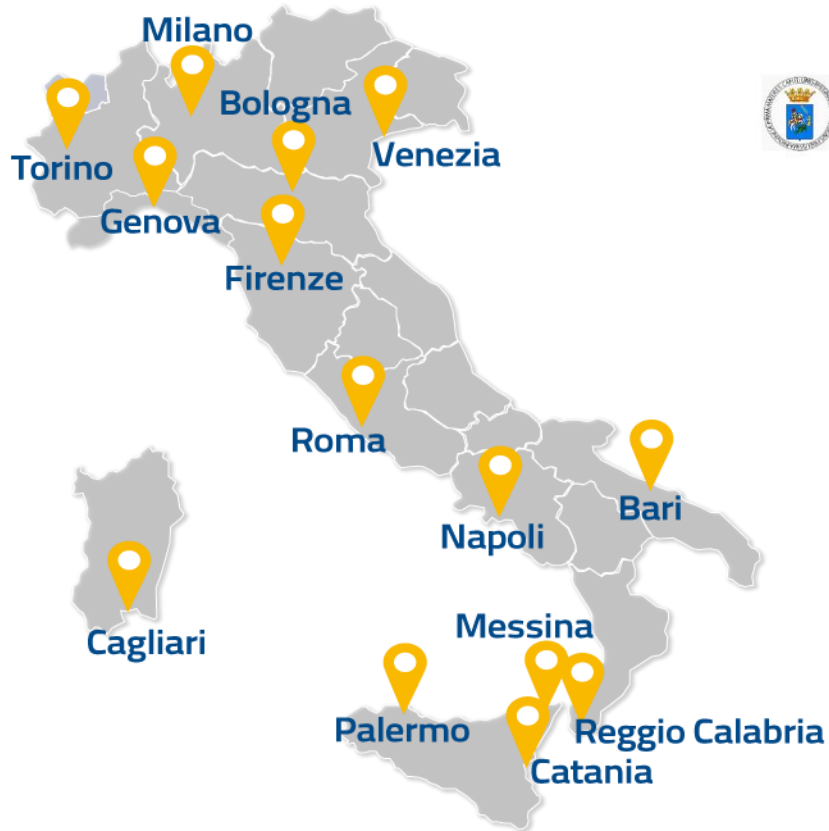 Milano
Bologna
Torino
Venezia
Genova
Firenze
Roma
Bari
Napoli
Messina
Cagliari
Palermo
Reggio Calabria
Catania